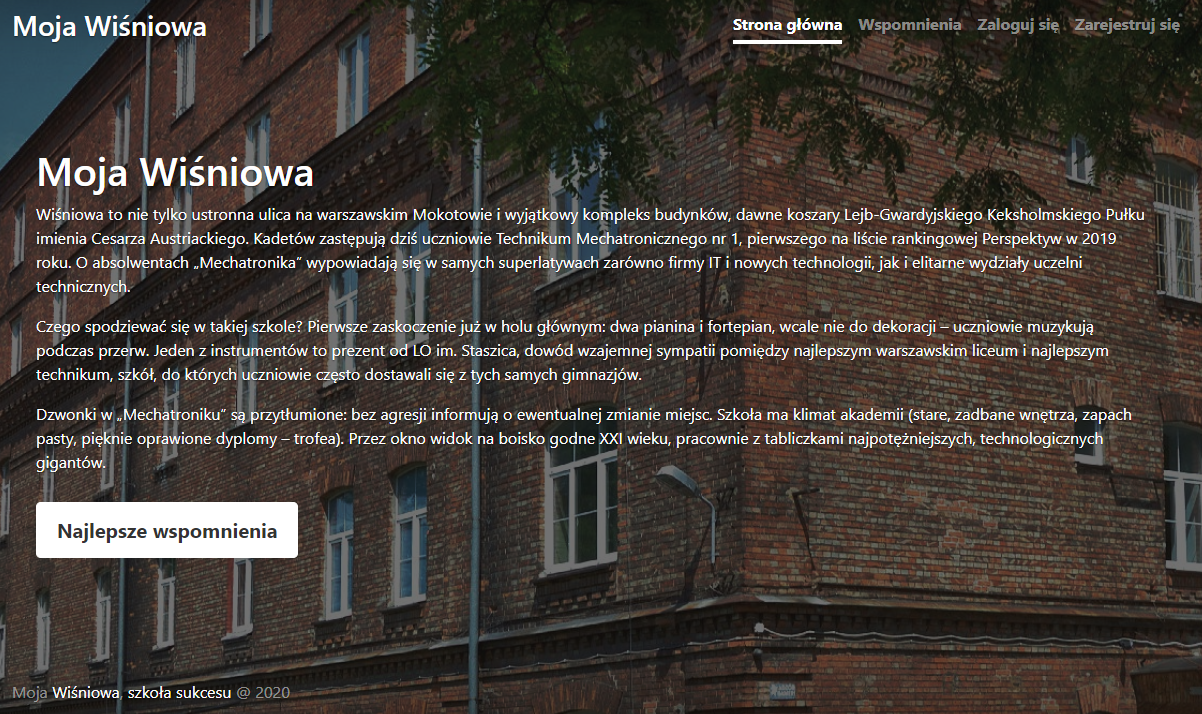 Moja Wiśniowa
Strona główna Wspomnienia Zaloguj się Zarejestruj się
Moja Wiśniowa
Wiśniowa to nie tylko ustronna ulica na warszawskim Mokotowie i wyjątkowy kompleks budynków, dawne koszary Lejb-Gwardyjskiego Keksholmskiego Pułku
imienia Cesarza Austriackiego. Kadetów zastępują dziś uczniowie Technikum Mechatronicznego nr 1, pierwszego na liście rankingowej Perspektyw w 2019
roku. O absolwentach „Mechatronika” wypowiadają się w samych superlatywach zarówno firmy IT i nowych technologii, jak i elitarne wydziały uczelni
technicznych.
Czego spodziewać się w takiej szkole? Pierwsze zaskoczenie już w holu głównym: dwa pianina i fortepian, wcale nie do dekoracji – uczniowie muzykują
podczas przerw. Jeden z instrumentów to prezent od LO im. Staszica, dowód wzajemnej sympatii pomiędzy najlepszym warszawskim liceum i najlepszym
technikum, szkół, do których uczniowie często dostawali się z tych samych gimnazjów.
Dzwonki w „Mechatroniku” są przytłumione: bez agresji informują o ewentualnej zmianie miejsc. Szkoła ma klimat akademii (stare, zadbane wnętrza, zapach
pasty, pięknie oprawione dyplomy – trofea). Przez okno widok na boisko godne XXI wieku, pracownie z tabliczkami najpotężniejszych, technologicznych
gigantów.
Najlepsze wspomnienia
Moja Wiśniowa, szkoła sukcesu @ 2020